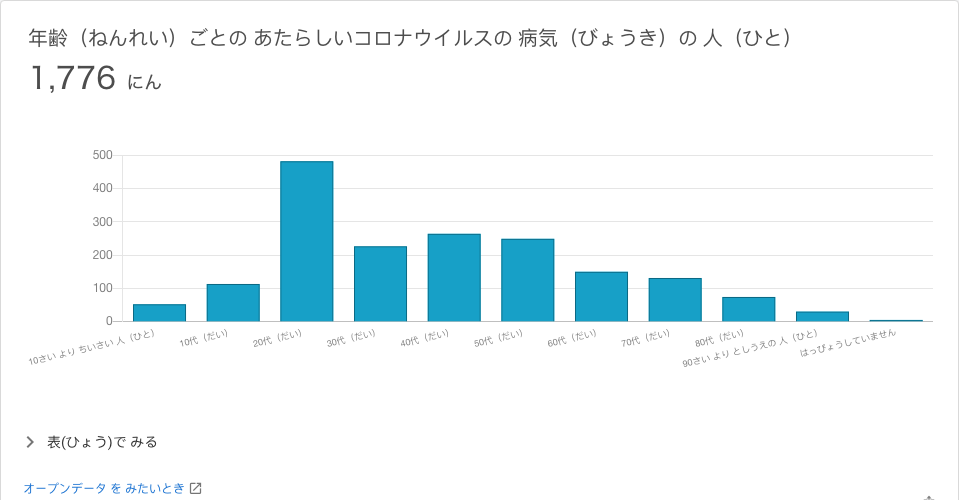 年齢（ねんれい）ごとの あたらしいコロナウイルスの 病気（びょうき）の 人（ひと）
1,776 にん
500
400
300
200
100
0
10さい より ちいさい 人（ひと）
10代（だい）
20代（だい）
30代（だい）
40代（だい）
50代（だい）
60代（だい）
70代（だい）
80代（だい）
90さい より としうえの 人（ひと）
はっぴょうしていません
表(ひょう)で みる
オープンデータ を みたいとき